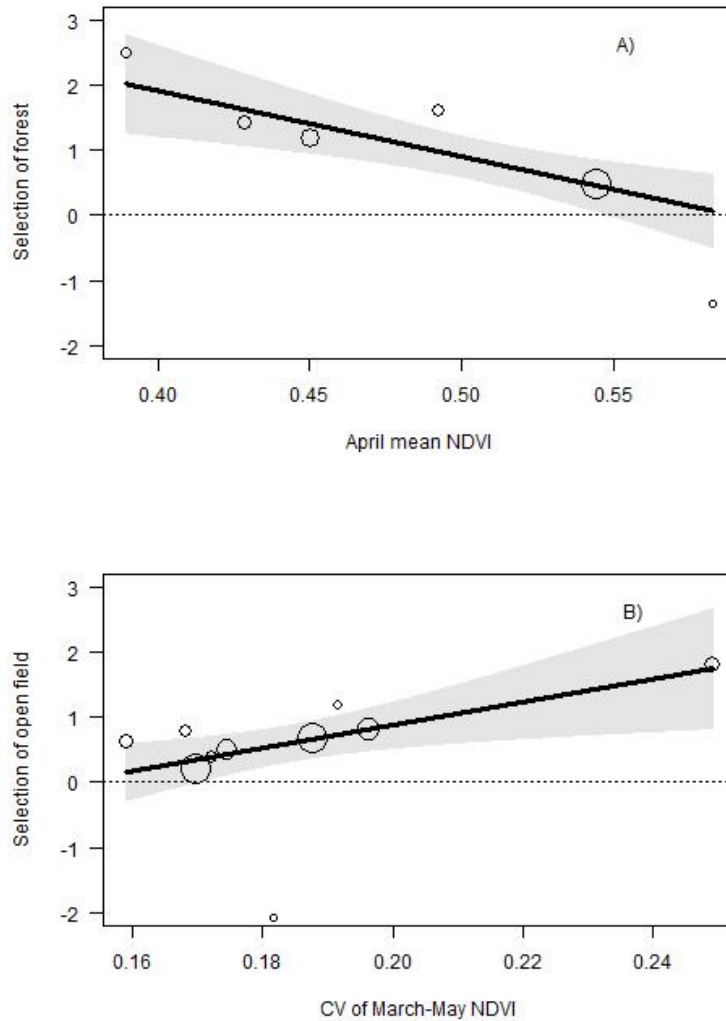 A)
Selection of forest
3
2
1
0
-1
-2
0.40 0.45 0.50 0.55
April mean NDVI
B)
Selection of open field
3
2
1
0
-1
-2
0.16 0.18 0.20 0.22 0.24
CV of March-May NDVI